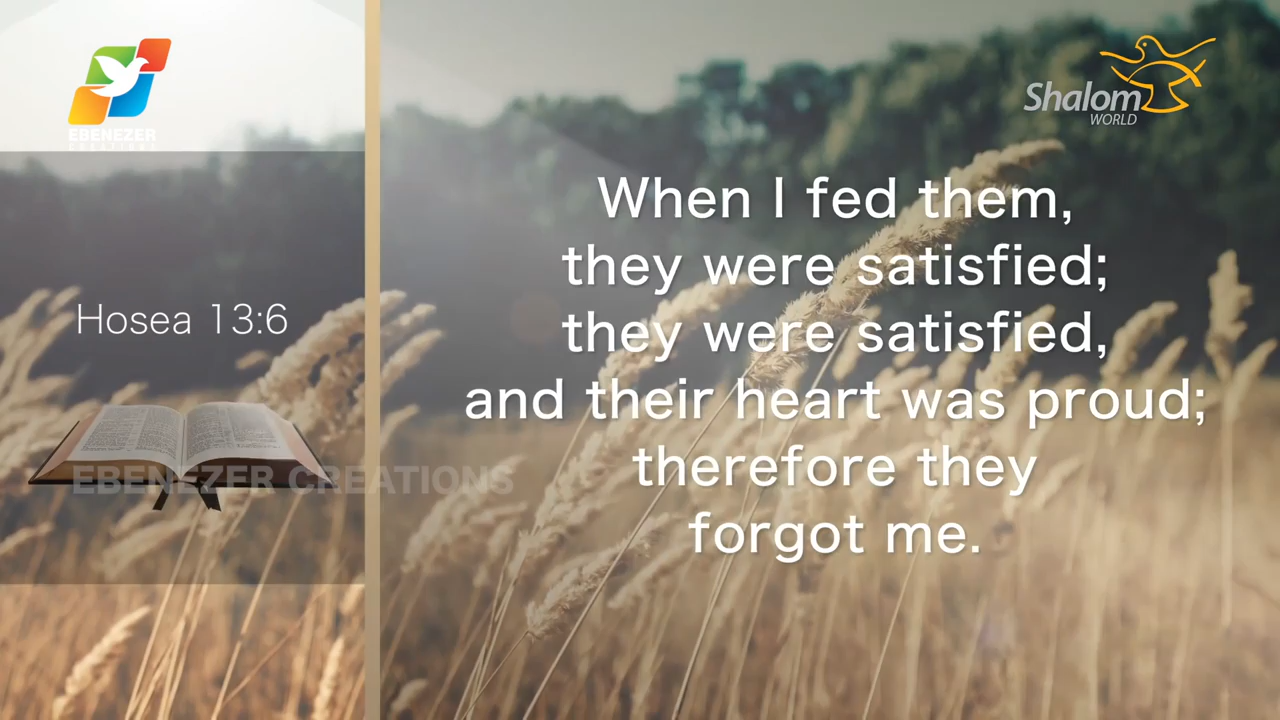 EBENEZER
CREATIONS
Shalom
WORLD
Hosea 13:6
When I fed them,
they were satisfied;
they were satisfied,
and their heart was proud;
therefore they
forgot me.
EBENEZER CREATIONS